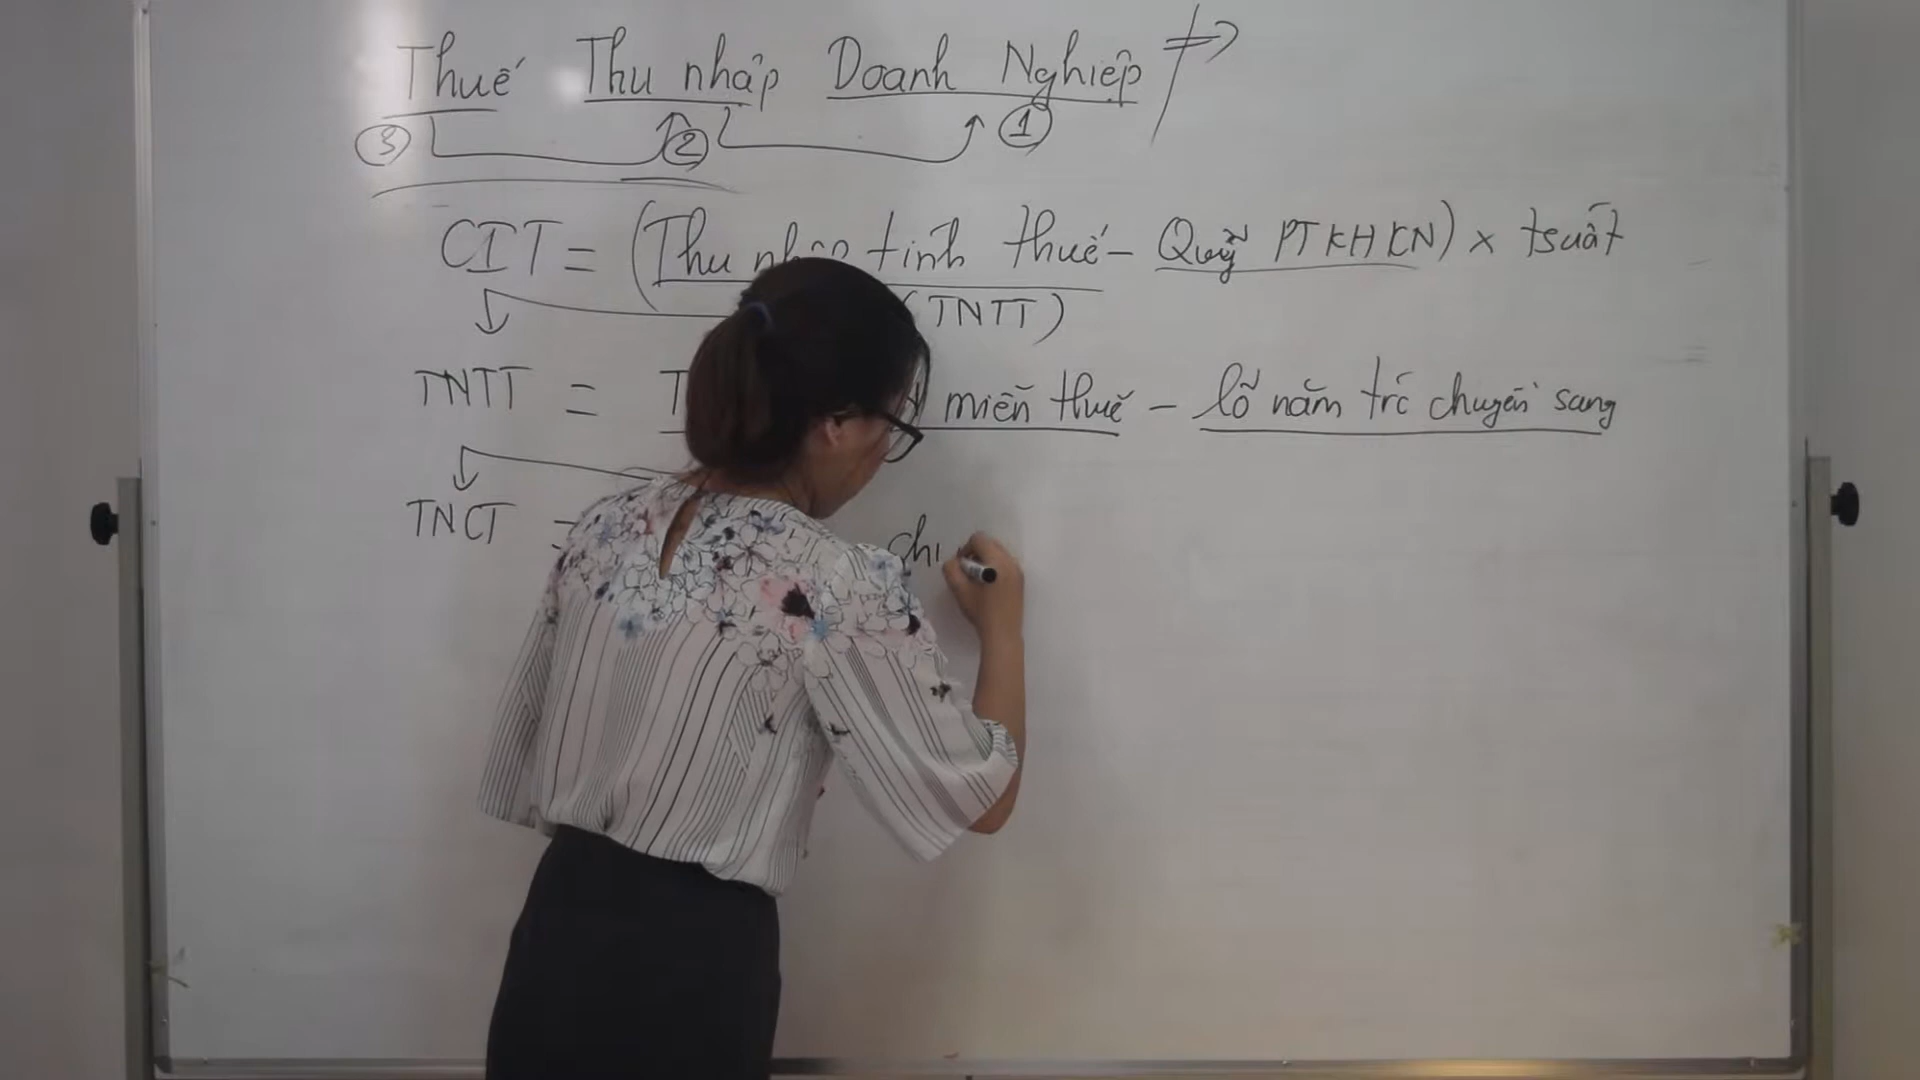 Thuế Thu nhập Doanh Nghiệp ≠>
3 2 1
CIT = (Thu nhập tính thuế - Quỹ PTKHCN) x tsuất
(TNTT)
TNTT = miễn thuế - lỗ năm trc chuyển sang
TNCT = chi